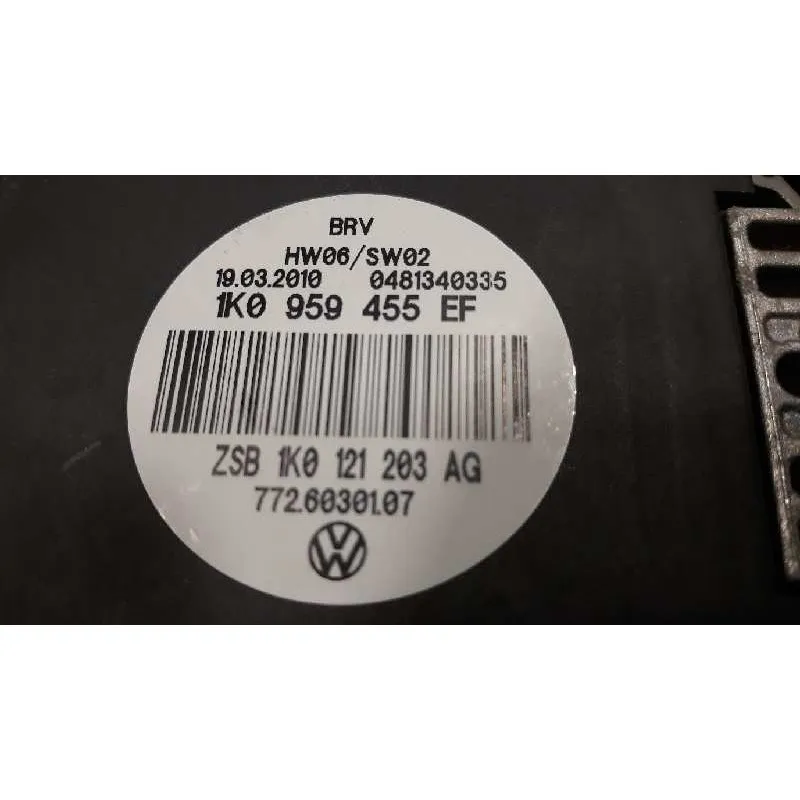 BRV
HW06/SW02
19.03.2010 0481340335
1K0 959 455 EF
ZSB 1K0 121 203 AG
772.60301.07
VW